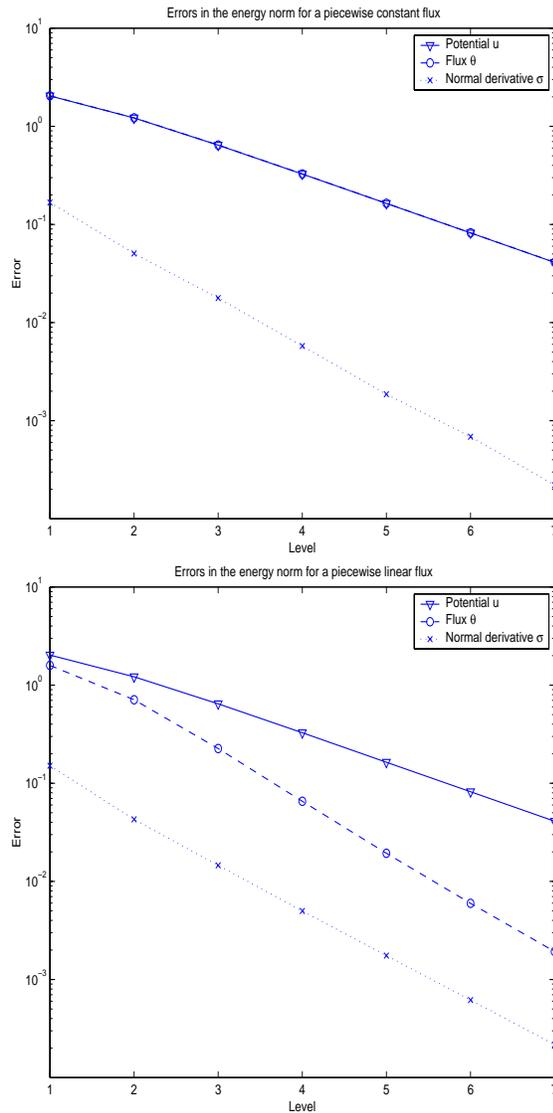 Errors in the energy norm for a piecewise constant flux
10^1
Potential u
Flux θ
Normal derivative σ
10^0
10^-1
10^-2
10^-3
Error
1 2 3 4 5 6 7
Level
Errors in the energy norm for a piecewise linear flux
10^1
Potential u
Flux θ
Normal derivative σ
10^0
10^-1
10^-2
10^-3
Error
1 2 3 4 5 6 7
Level